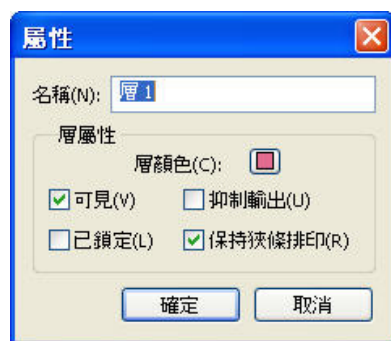 屬性
名稱(N): 層 1
層屬性
層顏色(C):
可見(V) 抑制輸出(U)
已鎖定(L) 保持狹條排印(R)
確定 取消